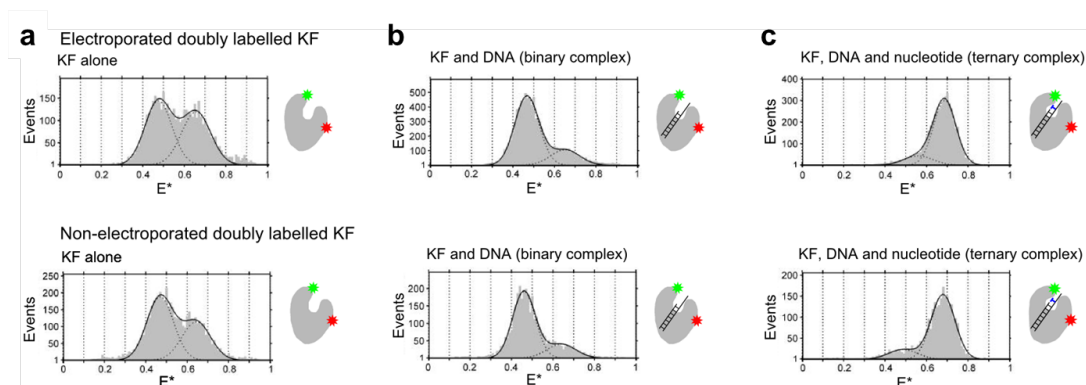 a
Electroporated doubly labelled KF
KF alone
Events
150
100
50
1
0
0.2
0.4
0.6
0.8
1
E*
b
KF and DNA (binary complex)
Events
500
400
300
200
100
1
0
0.2
0.4
0.6
0.8
1
E*
c
KF, DNA and nucleotide (ternary complex)
Events
400
300
200
100
1
0
0.2
0.4
0.6
0.8
1
E*
Non-electroporated doubly labelled KF
KF alone
Events
250
200
150
100
50
1
0
0.2
0.4
0.6
0.8
1
E*
KF and DNA (binary complex)
Events
200
150
100
50
1
0
0.2
0.4
0.6
0.8
1
E*
KF, DNA and nucleotide (ternary complex)
Events
200
150
100
50
1
0
0.2
0.4
0.6
0.8
1
E*